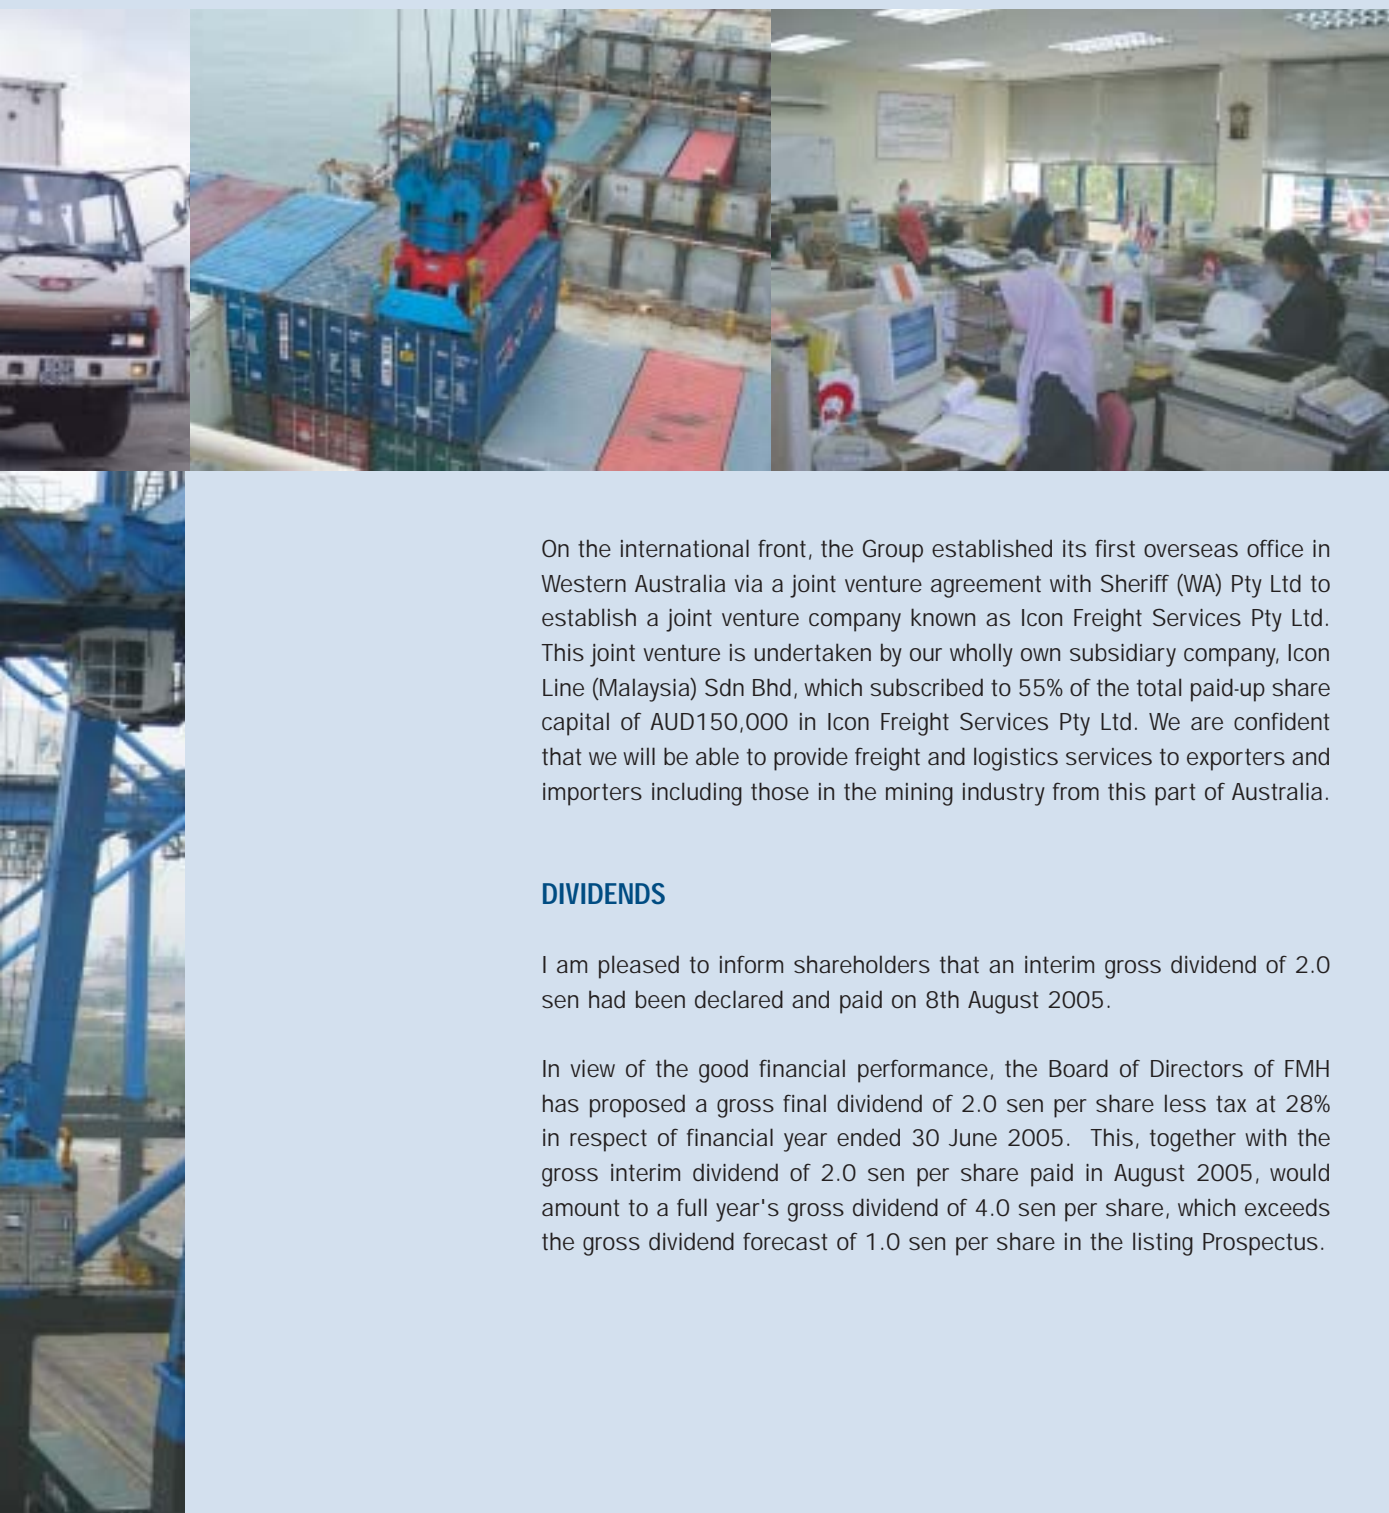 On the international front, the Group established its first overseas office in
Western Australia via a joint venture agreement with Sheriff (WA) Pty Ltd to
establish a joint venture company known as Icon Freight Services Pty Ltd.
This joint venture is undertaken by our wholly own subsidiary company, Icon
Line (Malaysia) Sdn Bhd, which subscribed to 55% of the total paid-up share
capital of AUD150,000 in Icon Freight Services Pty Ltd. We are confident
that we will be able to provide freight and logistics services to exporters and
importers including those in the mining industry from this part of Australia.
DIVIDENDS
I am pleased to inform shareholders that an interim gross dividend of 2.0
sen had been declared and paid on 8th August 2005.
In view of the good financial performance, the Board of Directors of FMH
has proposed a gross final dividend of 2.0 sen per share less tax at 28%
in respect of financial year ended 30 June 2005. This, together with the
gross interim dividend of 2.0 sen per share paid in August 2005, would
amount to a full year's gross dividend of 4.0 sen per share, which exceeds
the gross dividend forecast of 1.0 sen per share in the listing Prospectus.